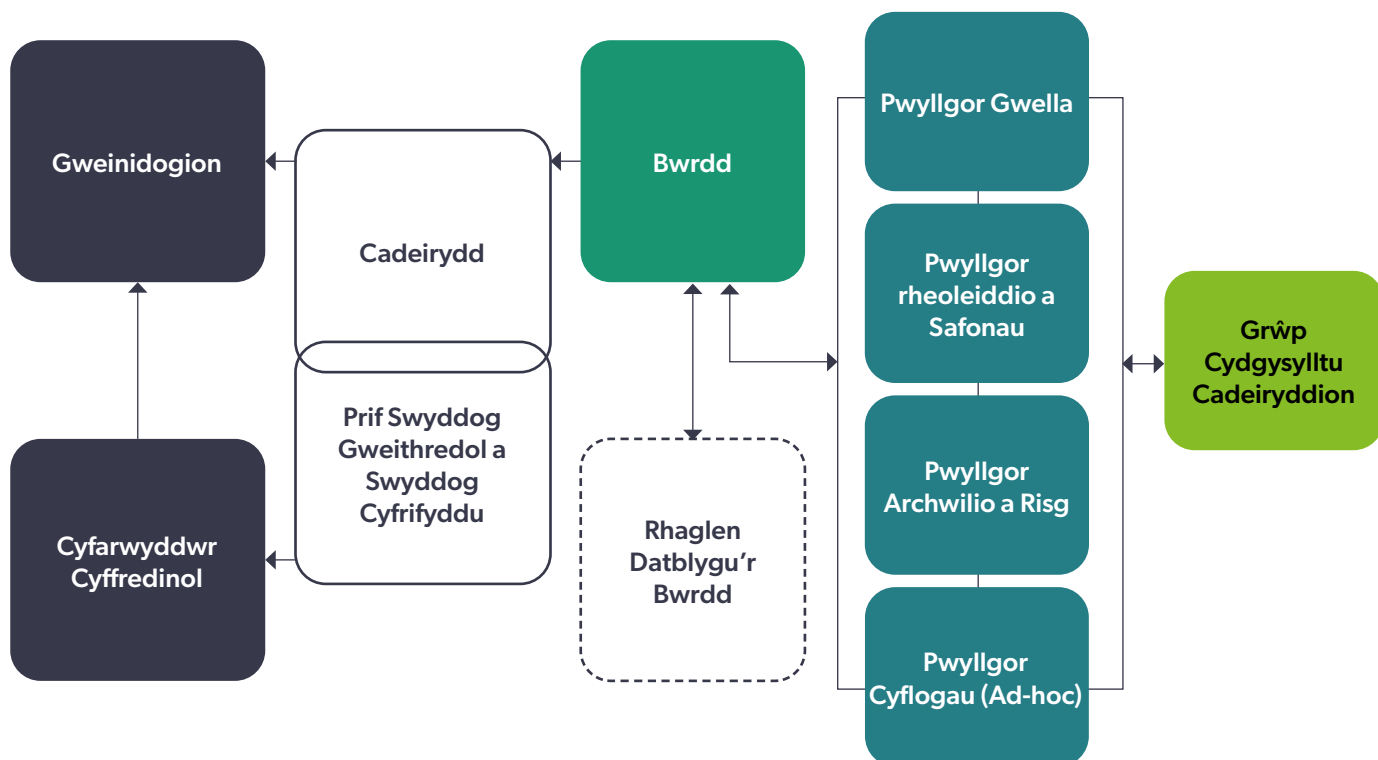 Gweinidogion
Cadeirydd
Bwrdd
Pwyllgor Gwella
Pwyllgor
rheoleiddio a
Safonau
Grŵp
Cydgysylltu
Cadeiryddion
Prif Swyddog
Gweithredol a
Swyddog
Cyfrifyddu
Cyfarwyddwr
Cyffredinol
Rhaglen
Datblygu’r
Bwrdd
Pwyllgor
Archwilio a Risg
Pwyllgor
Cyflogau (Ad-hoc)